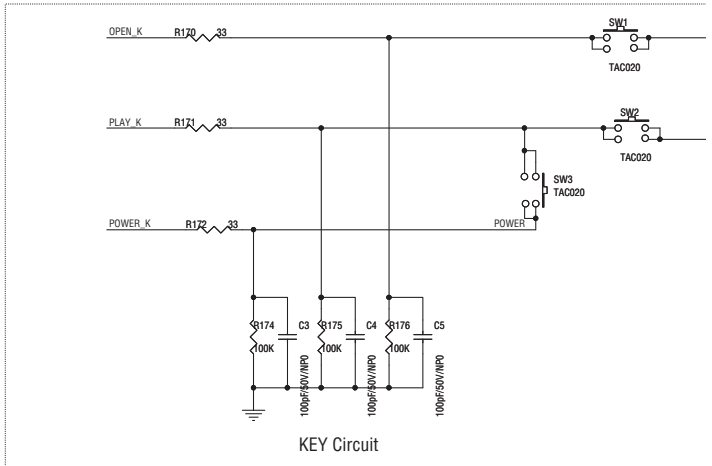 SW1
OPEN_K
R170
33
TAC020
SW2
PLAY_K
R171
33
TAC020
SW3
TAC020
POWER_K
R172
33
POWER
R174
C3
R175
C4
R176
C5
100K
100K
100K
100pF/50V/NP0
100pF/50V/NP0
100pF/50V/NP0
KEY Circuit